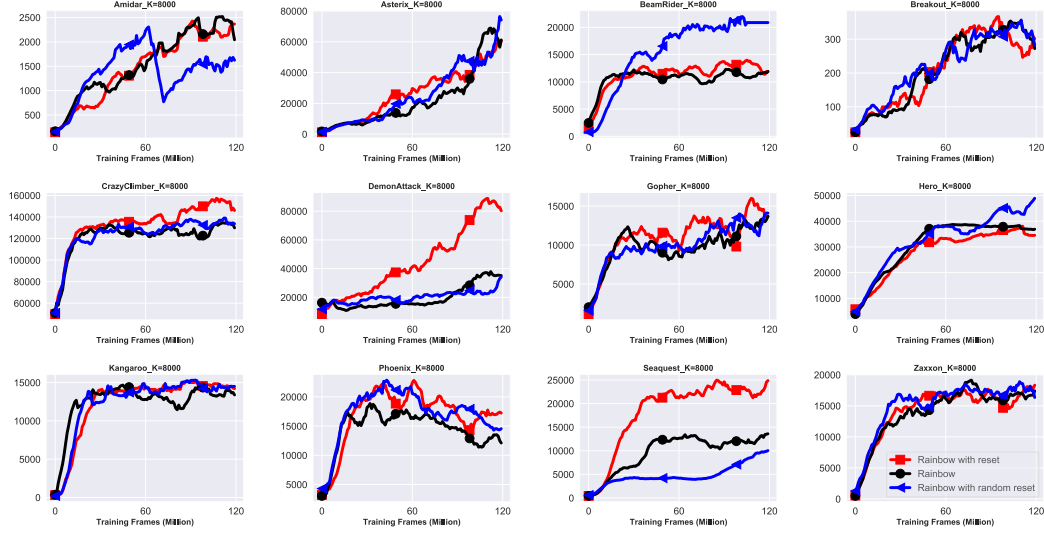 Amidar_K=8000 Asterix_K=8000 BeamRider_K=8000 Breakout_K=8000
2500 2000 1500 1000 500
0 60 120
Training Frames (Million)
80000 60000 40000 20000 0
0 60 120
Training Frames (Million)
20000 15000 10000 5000 0
0 60 120
Training Frames (Million)
300 200 100
0 60 120
Training Frames (Million)
CrazyClimber_K=8000 DemonAttack_K=8000 Gopher_K=8000 Hero_K=8000
160000 140000 120000 100000 80000 60000
0 60 120
Training Frames (Million)
80000 60000 40000 20000
0 60 120
Training Frames (Million)
15000 10000 5000
0 60 120
Training Frames (Million)
50000 40000 30000 20000 10000
0 60 120
Training Frames (Million)
Kangaroo_K=8000 Phoenix_K=8000 Seaquest_K=8000 Zaxxon_K=8000
15000 10000 5000 0
0 60 120
Training Frames (Million)
20000 15000 10000 5000
0 60 120
Training Frames (Million)
25000 20000 15000 10000 5000 0
0 60 120
Training Frames (Million)
20000 15000 10000 5000 0
Rainbow with reset
Rainbow
Rainbow with random reset
0 60 120
Training Frames (Million)